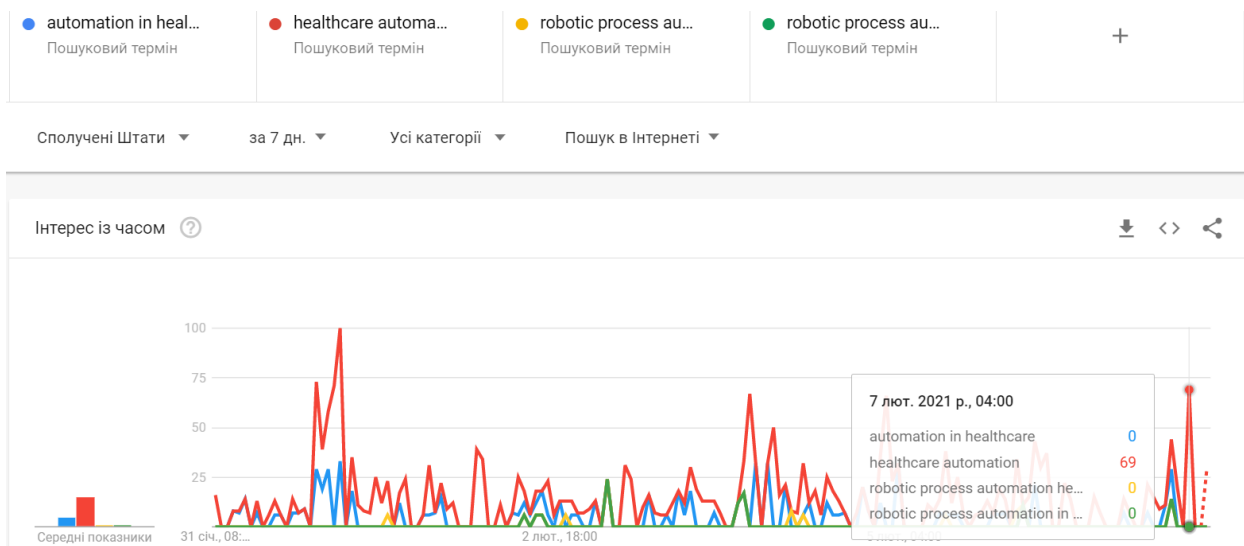 automation in heal...
healthcare automa...
robotic process au...
robotic process au...
Пошуковий термін
Пошуковий термін
Пошуковий термін
Пошуковий термін
+
Сполучені Штати
за 7 дн.
Усі категорії
Пошук в Інтернеті
Інтерес із часом
?
<>
100
75
50
25
7 лют. 2021 р., 04:00
automation in healthcare 0
healthcare automation 69
robotic process automation he... 0
robotic process automation in ... 0
Середні показники
31 січ., 08:...
2 лют., 18:00